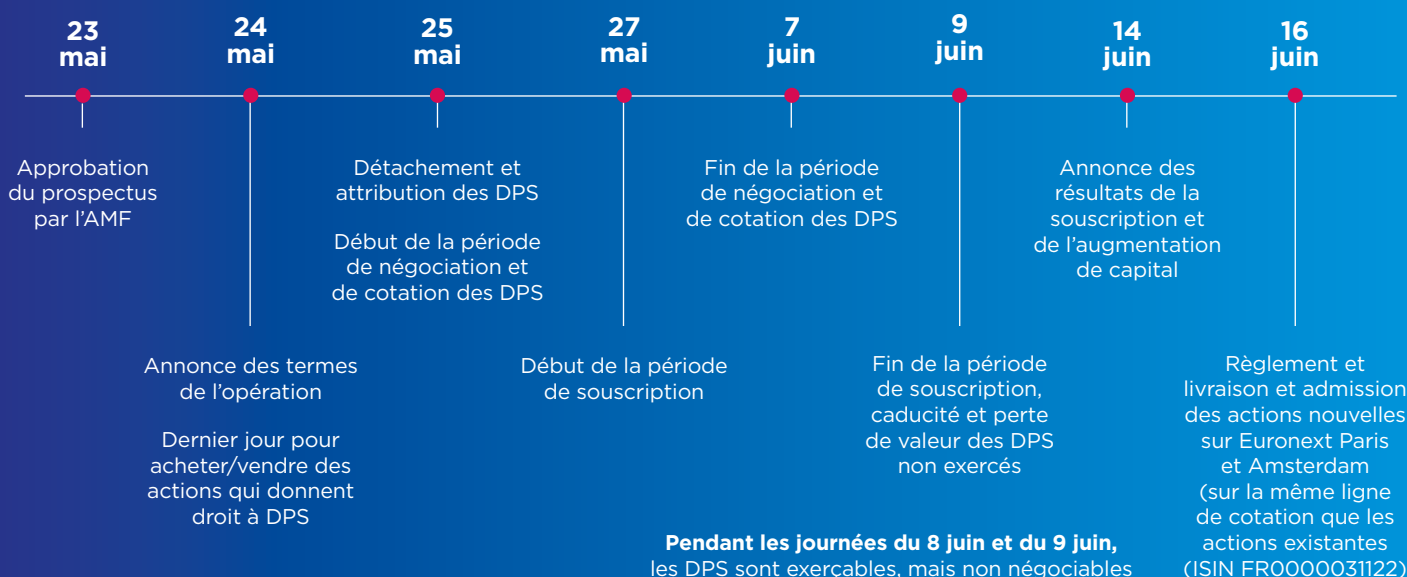 23
mai
24
mai
25
mai
27
mai
7
juin
9
juin
14
juin
16
juin
Approbation
du prospectus
par l'AMF
Détachement et
attribution des DPS
Début de la période
de négociation et
de cotation des DPS
Fin de la période
de négociation et
de cotation des DPS
Annonce des
résultats de la
souscription et
de l'augmentation
de capital
Annonce des termes
de l'opération
Dernier jour pour
acheter/vendre des
actions qui donnent
droit à DPS
Début de la période
de souscription
Fin de la période
de souscription,
caducité et perte
de valeur des DPS
non exercés
Règlement et
livraison et admission
des actions nouvelles
sur Euronext Paris
et Amsterdam
(sur la même ligne
de cotation que les
actions existantes
(ISIN FR0000031122)
Pendant les journées du 8 juin et du 9 juin,
les DPS sont exerçables, mais non négociables